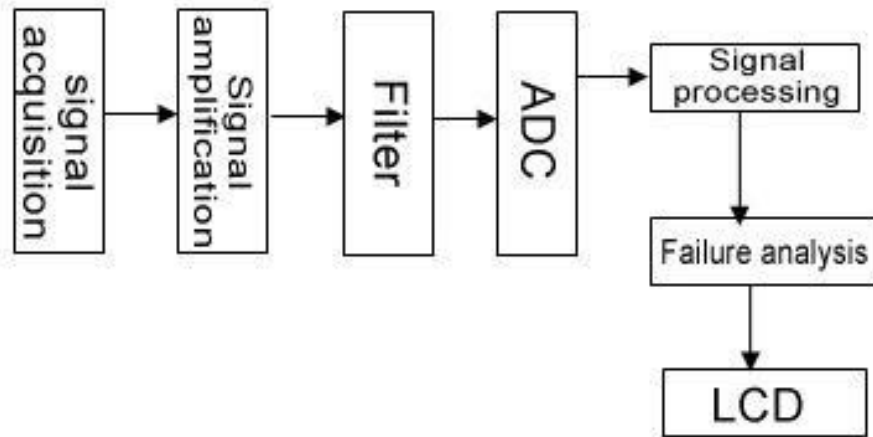 signal
acquisition
Signal
amplification
Filter
ADC
Signal
processing
Failure analysis
LCD